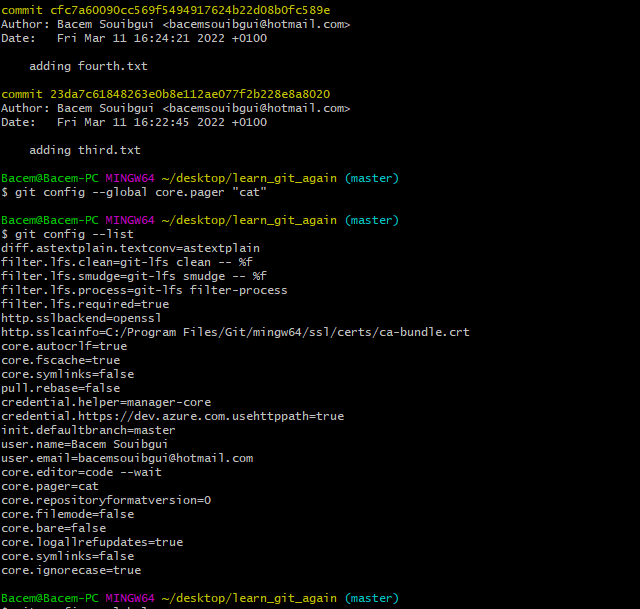 commit cfc7a60090cc569f5494917624b22d08b0fc589e
Author: Bacem Souibgui <bacemsouibgui@hotmail.com>
Date:   Fri Mar 11 16:24:21 2022 +0100
    adding fourth.txt
commit 23da7c61848263e0b8e112ae077f2b228e8a8020
Author: Bacem Souibgui <bacemsouibgui@hotmail.com>
Date:   Fri Mar 11 16:22:45 2022 +0100
    adding third.txt
Bacem@Bacem-PC MINGW64 ~/desktop/learn_git_again (master)
$ git config --global core.pager "cat"
Bacem@Bacem-PC MINGW64 ~/desktop/learn_git_again (master)
$ git config --list
diff.astextplain.textconv=astextplain
filter.lfs.clean=git-lfs clean -- %f
filter.lfs.smudge=git-lfs smudge -- %f
filter.lfs.process=git-lfs filter-process
filter.lfs.required=true
http.sslbackend=openssl
http.sslcainfo=C:/Program Files/Git/mingw64/ssl/certs/ca-bundle.crt
core.autocrlf=true
core.fscache=true
core.symlinks=false
pull.rebase=false
credential.helper=manager-core
credential.https://dev.azure.com.usehttppath=true
init.defaultbranch=master
user.name=Bacem Souibgui
user.email=bacemsouibgui@hotmail.com
core.editor=code --wait
core.pager=cat
core.repositoryformatversion=0
core.filemode=false
core.bare=false
core.logallrefupdates=true
core.symlinks=false
core.ignorecase=true
Bacem@Bacem-PC MINGW64 ~/desktop/learn_git_again (master)